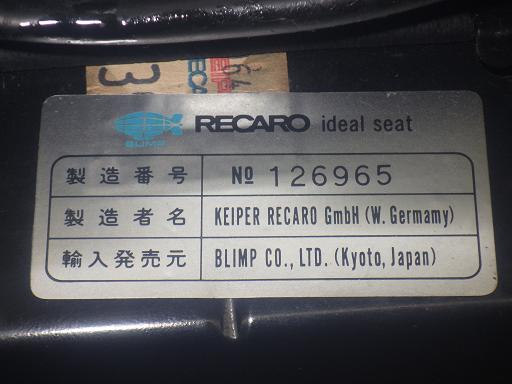 BLIMP
RECARO ideal seat
製造番号 No 126965
製造者名 KEIPER RECARO GmbH (W. Germamy)
輸入発売元 BLIMP CO., LTD. (Kyoto, Japan)